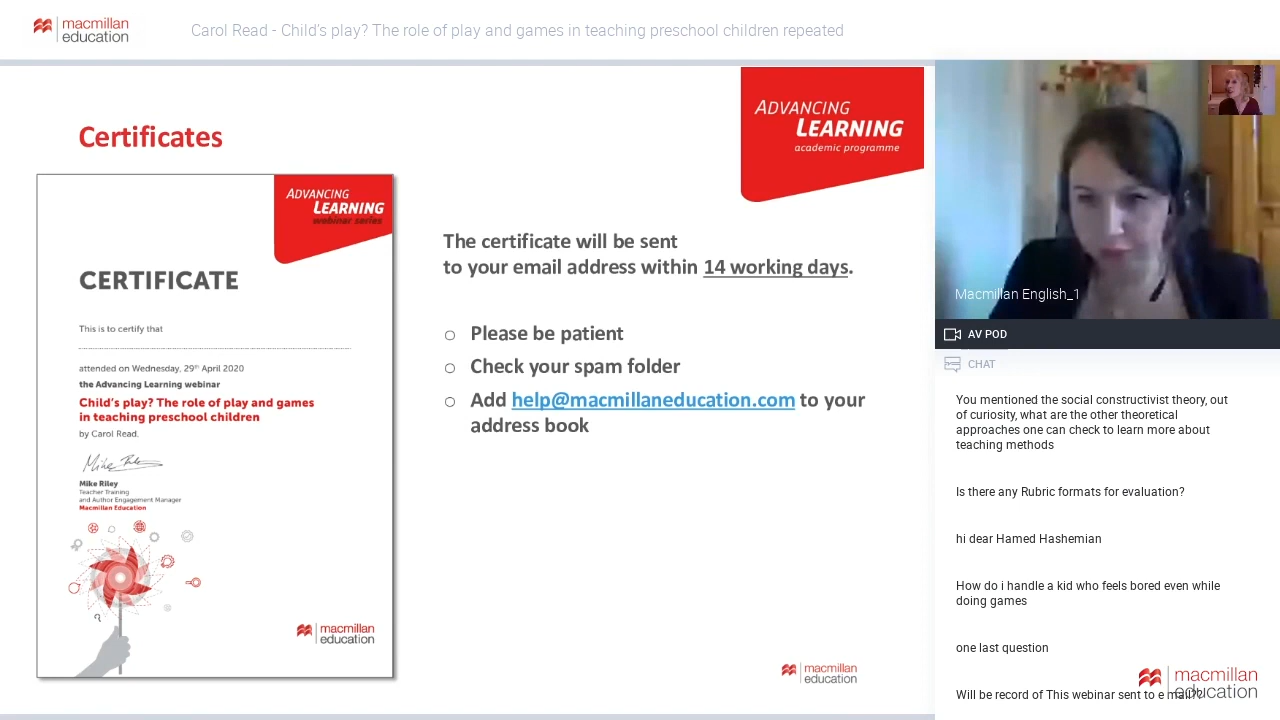 macmillan
education
Carol Read - Child's play? The role of play and games in teaching preschool children repeated
Certificates
ADVANCING
LEARNING
academic programme
ADVANCING
LEARNING
webinar series
CERTIFICATE
This is to certify that
attended on Wednesday, 29th April 2020
the Advancing Learning webinar
Child's play? The role of play and games
in teaching preschool children
by Carol Read.
Mike Riley
Teacher Training
and Author Engagement Manager
Macmillan Education
macmillan
education
The certificate will be sent
to your email address within 14 working days.
Please be patient
Check your spam folder
Add help@macmillaneducation.com to your
address book
macmillan
education
Macmillan English_1
AV POD
CHAT
You mentioned the social constructivist theory, out
of curiosity, what are the other theoretical
approaches one can check to learn more about
teaching methods
Is there any Rubric formats for evaluation?
hi dear Hamed Hashemian
How do i handle a kid who feels bored even while
doing games
one last question
Will be record of This webinar sent to e mail??
macmillan
education